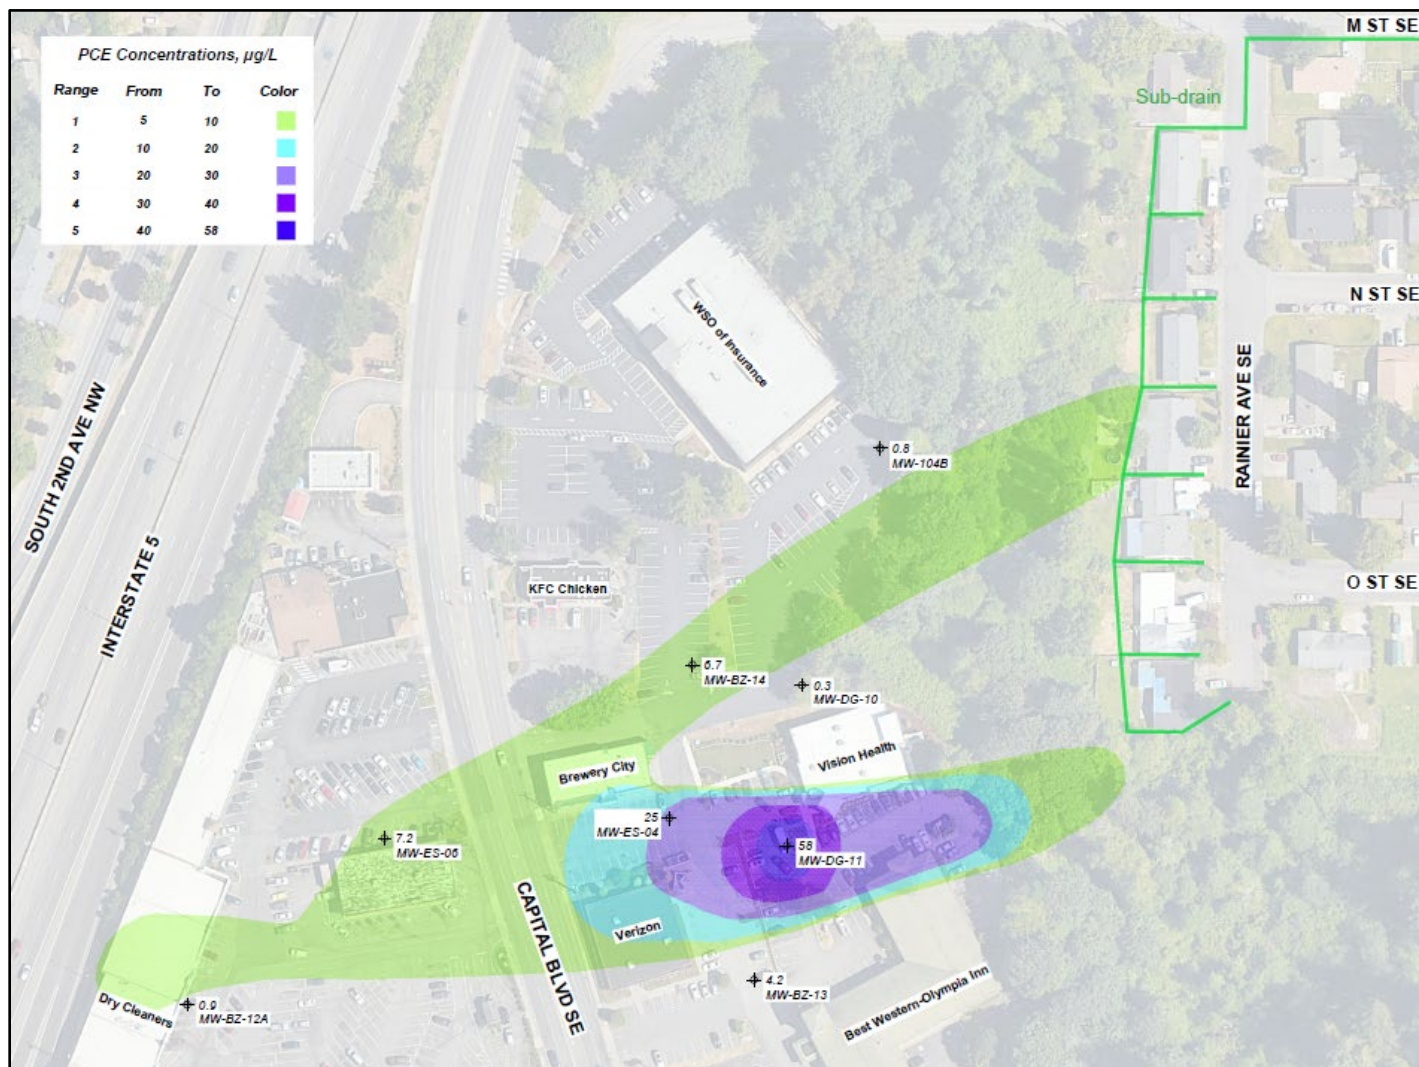 PCE Concentrations, µg/L
Range From To Color
1 5 10
2 10 20
3 20 30
4 30 40
5 40 58
M ST SE
Sub-drain
N ST SE
WSO of Insurance
SOUTH 2ND AVE NW
RAINIER AVE SE
0.8
MW-104B
INTERSTATE 5
KFC Chicken
O ST SE
6.7
MW-BZ-14
0.3
MW-DG-10
Vision Health
Brewery City
25
MW-ES-04
7.2
MW-ES-06
58
MW-DG-11
CAPITAL BLVD SE
Verizon
4.2
MW-BZ-13
Dry Cleaners
0.9
MW-BZ-12A
Best Western-Olympia Inn